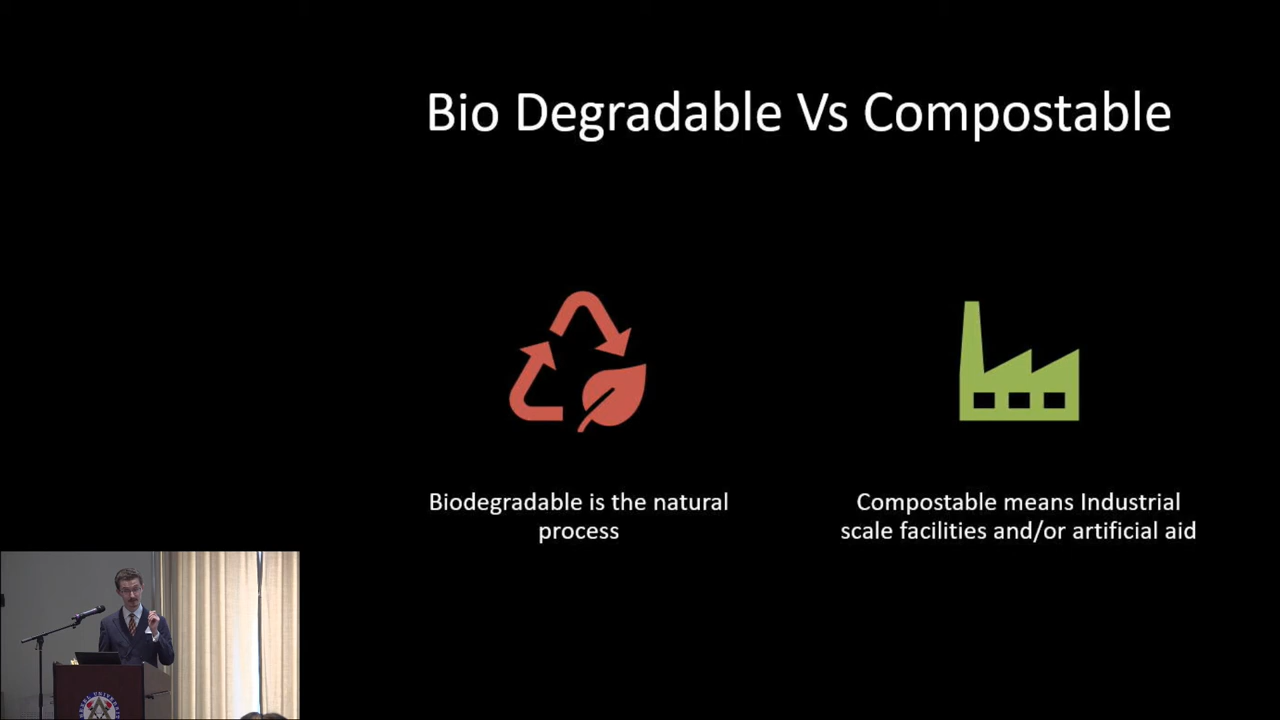 Bio Degradable Vs Compostable
Biodegradable is the natural
process
Compostable means Industrial
scale facilities and/or artificial aid